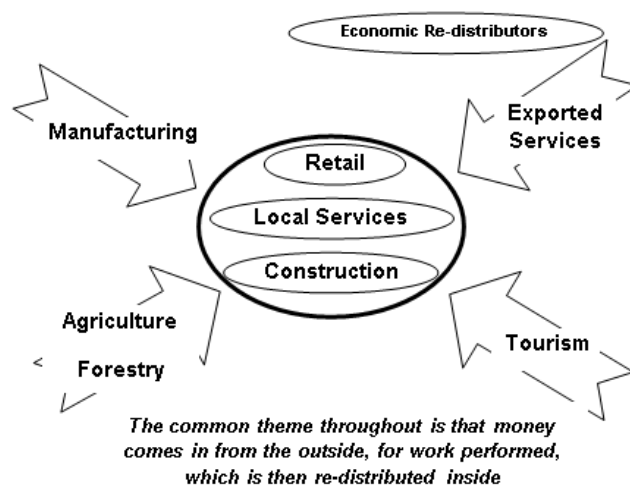 Economic Re-distributors
Manufacturing
Exported
Services
Retail
Local Services
Construction
Agriculture
Forestry
Tourism
The common theme throughout is that money
comes in from the outside, for work performed,
which is then re-distributed inside